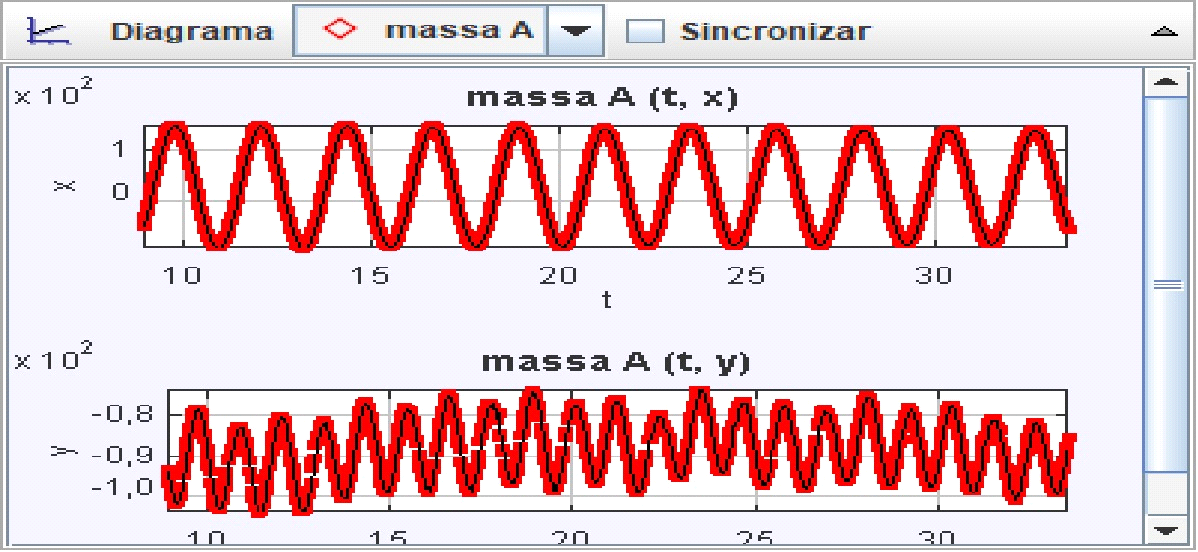 Diagrama massa A Sincronizar
x 10²
massa A (t, x)
1
x
0
10 15 20 25 30
t
x 10²
massa A (t, y)
-0,8
y -0,9
-1,0
10 15 20 25 30